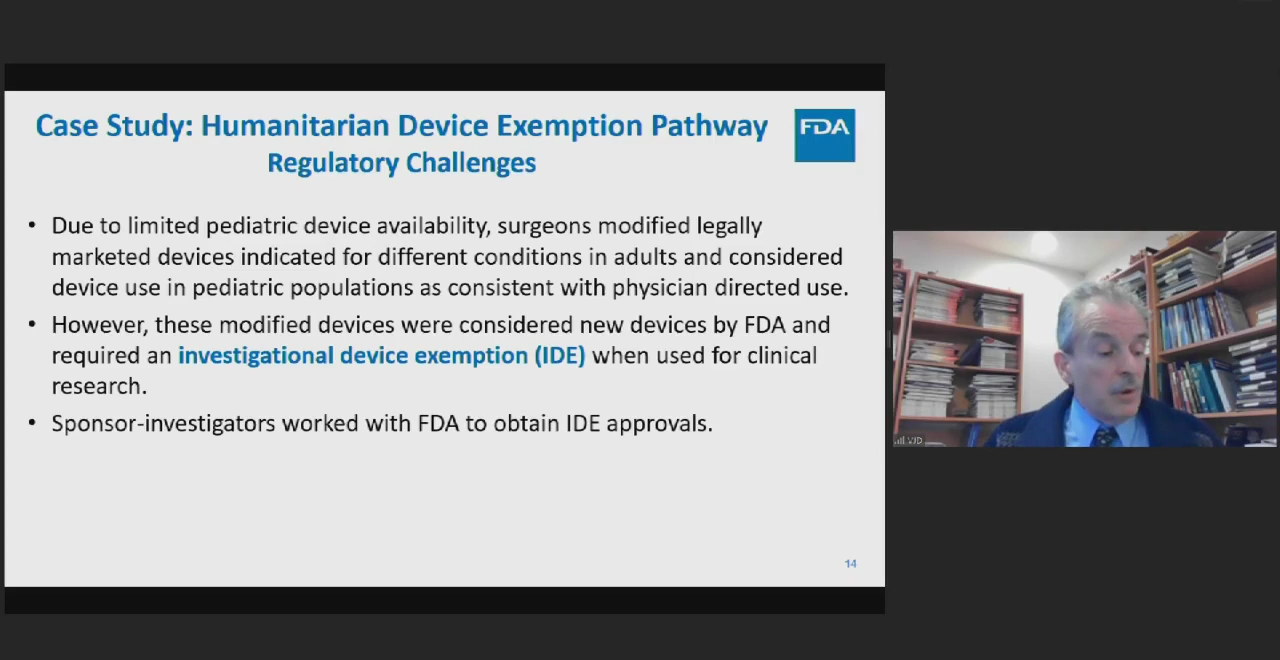 Case Study: Humanitarian Device Exemption Pathway
Regulatory Challenges
FDA
• Due to limited pediatric device availability, surgeons modified legally
marketed devices indicated for different conditions in adults and considered
device use in pediatric populations as consistent with physician directed use.
• However, these modified devices were considered new devices by FDA and
required an investigational device exemption (IDE) when used for clinical
research.
• Sponsor-investigators worked with FDA to obtain IDE approvals.
14
VJD